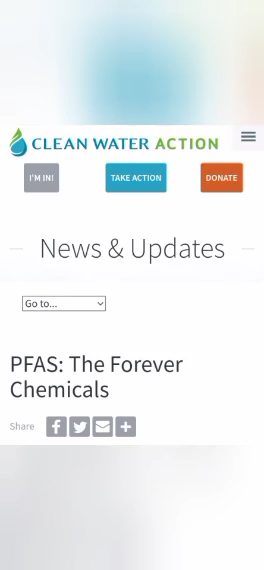 CLEAN WATER ACTION
I'M IN!
TAKE ACTION
DONATE
News & Updates
Go to...
PFAS: The Forever
Chemicals
Share